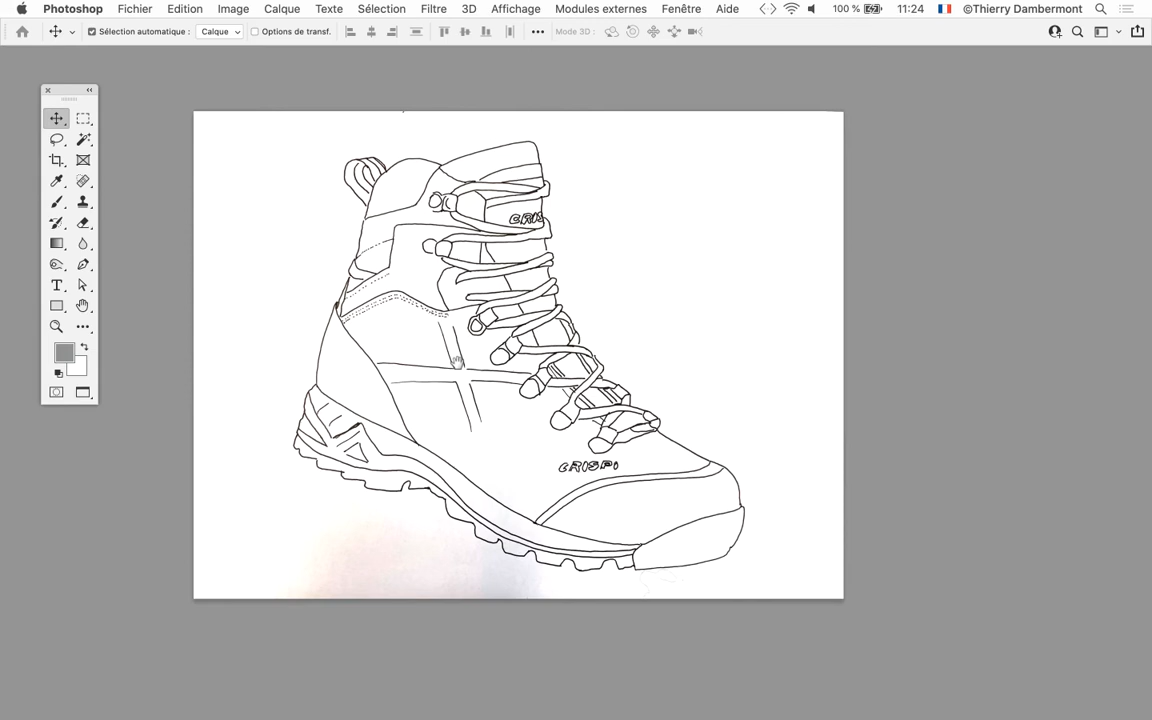 Photoshop Fichier Edition Image Calque Texte Sélection Filtre 3D Affichage Modules externes Fenêtre Aide 100 % 11:24 ©Thierry Dambermont
Sélection automatique : Calque Options de transf. ••• Mode 3D :
CRIS
CRISPI